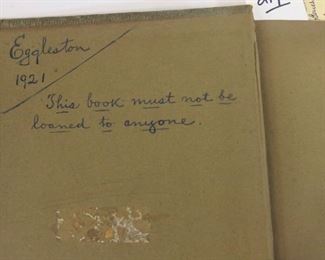 Eggleston
1921
This book must not be
loaned to anyone.